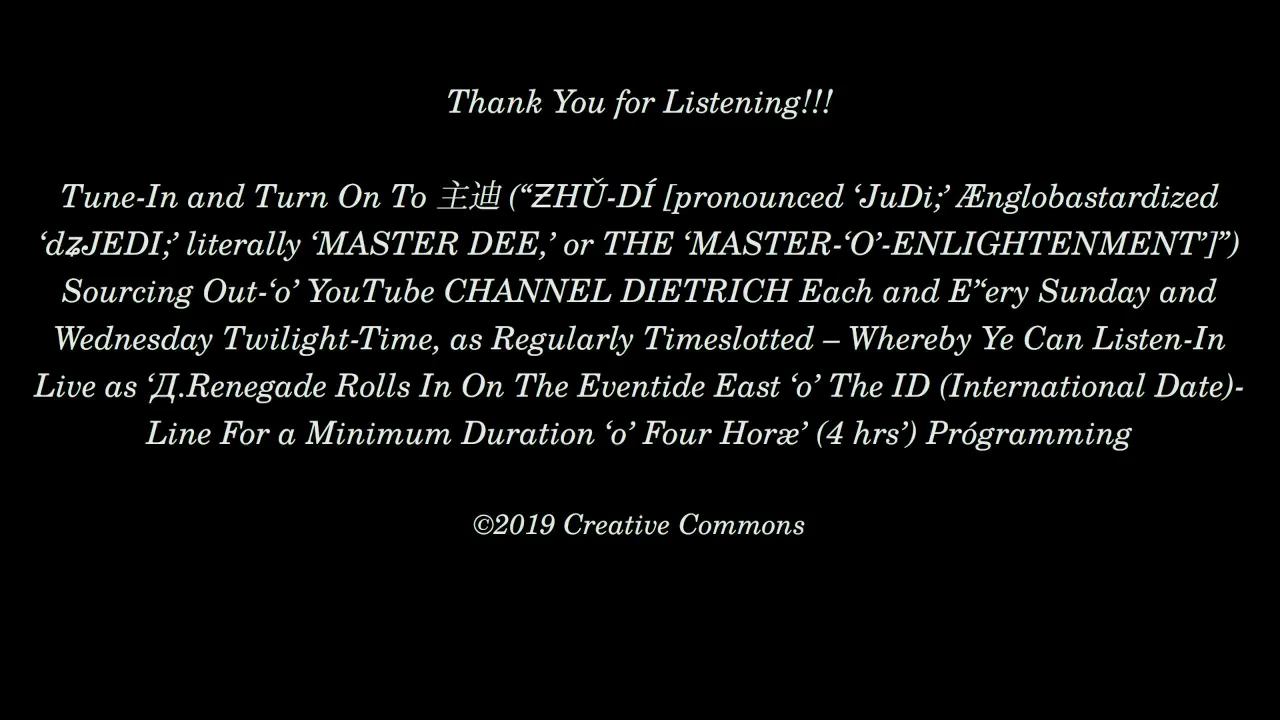 Thank You for Listening!!!
Tune-In and Turn On To 主迪 (“ƵHǓ-DÍ [pronounced ‘JuDi;’ Ænglobastardized
‘dʑJEDI;’ literally ‘MASTER DEE,’ or THE ‘MASTER-‘O’-ENLIGHTENMENT’]”)
Sourcing Out-‘o’ YouTube CHANNEL DIETRICH Each and E’‘ery Sunday and
Wednesday Twilight-Time, as Regularly Timeslotted – Whereby Ye Can Listen-In
Live as ‘Д.Renegade Rolls In On The Eventide East ‘o’ The ID (International Date)-
Line For a Minimum Duration ‘o’ Four Horæ’ (4 hrs’) Prógramming
©2019 Creative Commons